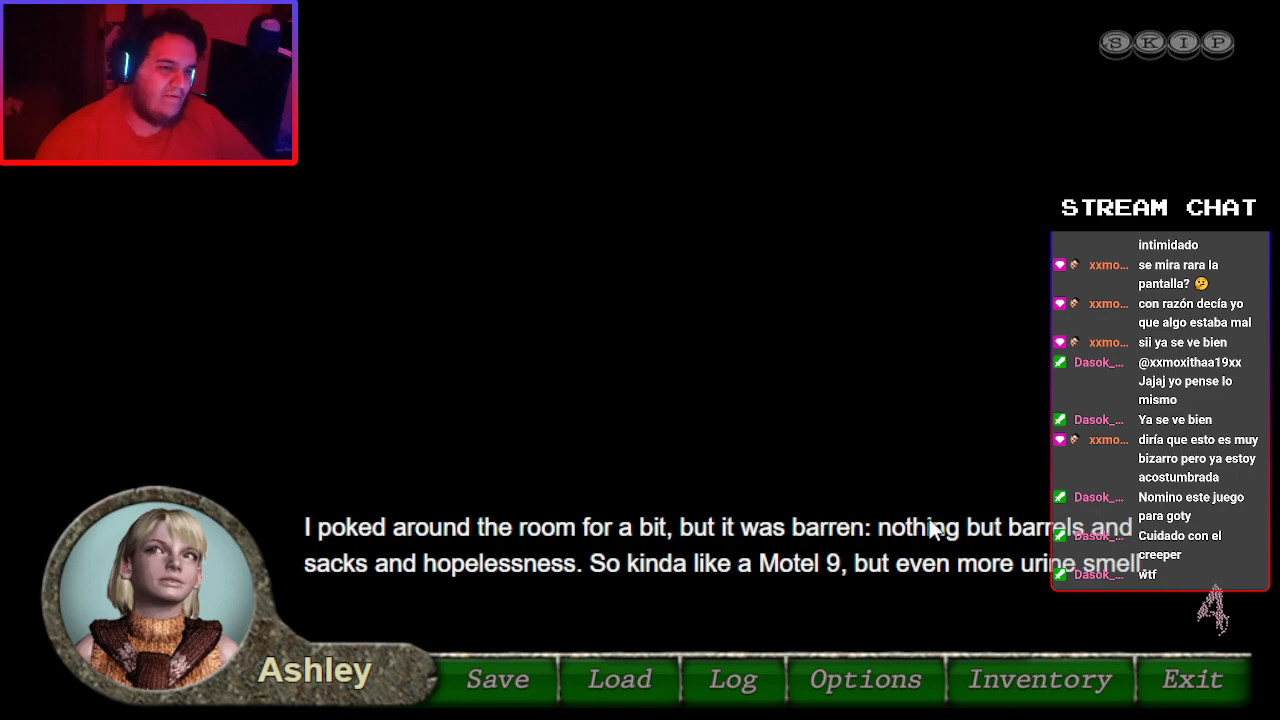 SKIP
STREAM CHAT
intimidado
xxmo... se mira rara la
pantalla? 🤔
xxmo... con razón decía yo
que algo estaba mal
xxmo... sii ya se ve bien
Dasok_... @xxmoxithaa19xx
Jajaj yo pense lo
mismo
Dasok_... Ya se ve bien
xxmo... diría que esto es muy
bizarro pero ya estoy
acostumbrada
Dasok_... Nomino este juego
para goty
Dasok_... Cuidado con el
creeper
Dasok_... wtf
I poked around the room for a bit, but it was barren: nothing but barrels and
sacks and hopelessness. So kinda like a Motel 9, but even more urine smell.
Ashley
Save Load Log Options Inventory Exit